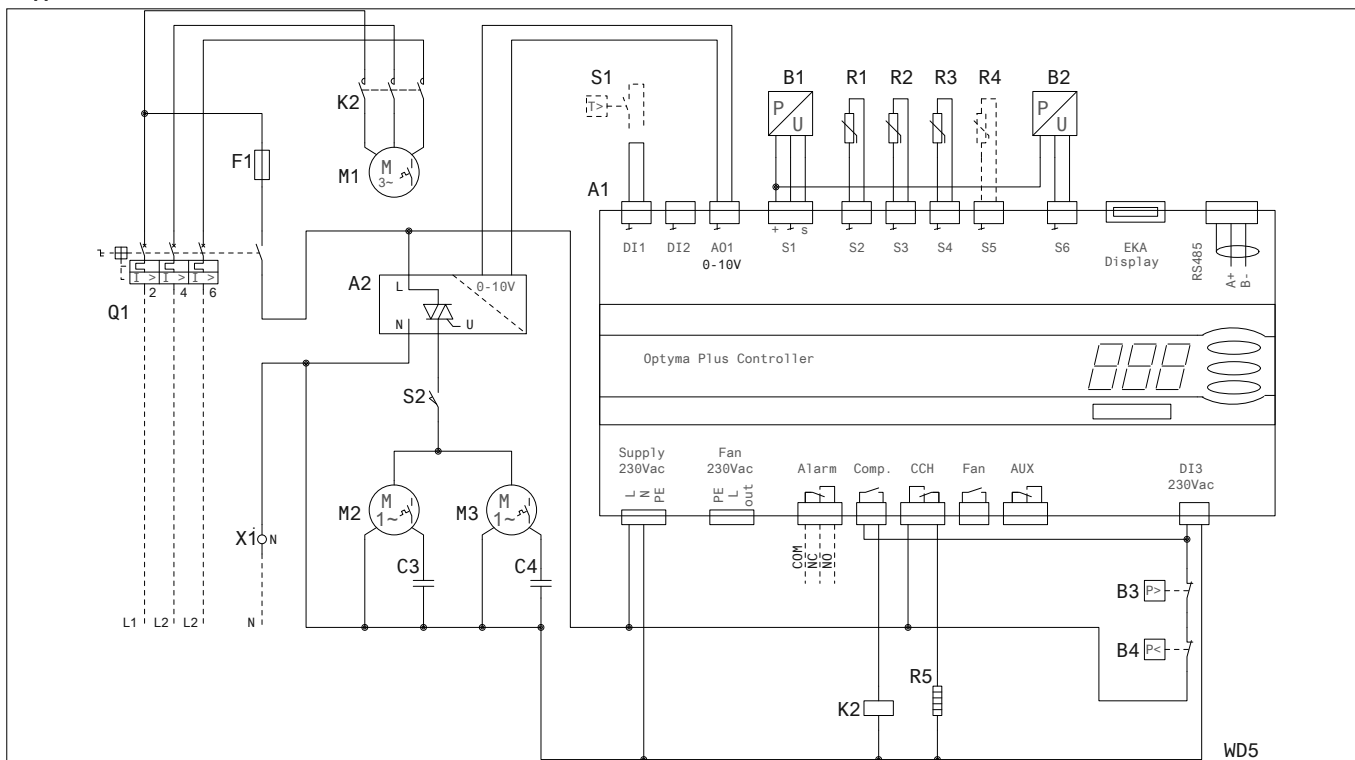 S1
B1
R1
R2
R3
R4
B2
T>
P
U
P
U
K2
F1
M1
M
3~
A1
+
s
DI1
DI2
AO1
0-10V
S1
S2
S3
S4
S5
S6
EKA
Display
RS485
A+
B-
I >
I >
I >
2
4
6
Q1
A2
L
N
U
0-10V
Optyma Plus Controller
S2
Supply
230Vac
L
N
PE
Fan
230Vac
PE
L
out
Alarm
Comp.
CCH
Fan
AUX
DI3
230Vac
M2
M
1~
M3
M
1~
X1
N
C3
C4
COM
NC
NO
B3
P>
B4
P<
L1
L2
L2
N
R5
K2
WD5